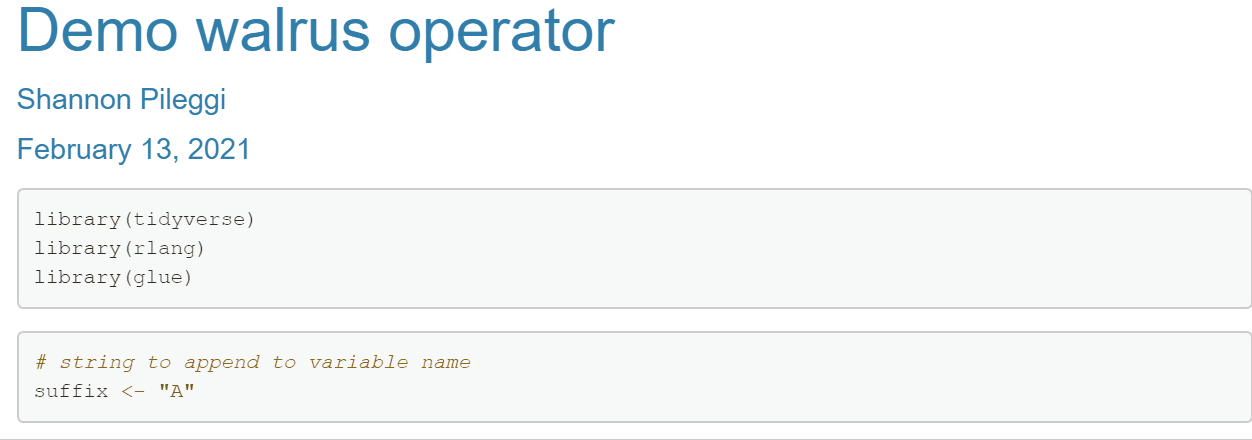 Demo walrus operator
Shannon Pileggi
February 13, 2021
library(tidyverse)
library(rlang)
library(glue)
# string to append to variable name
suffix <- "A"